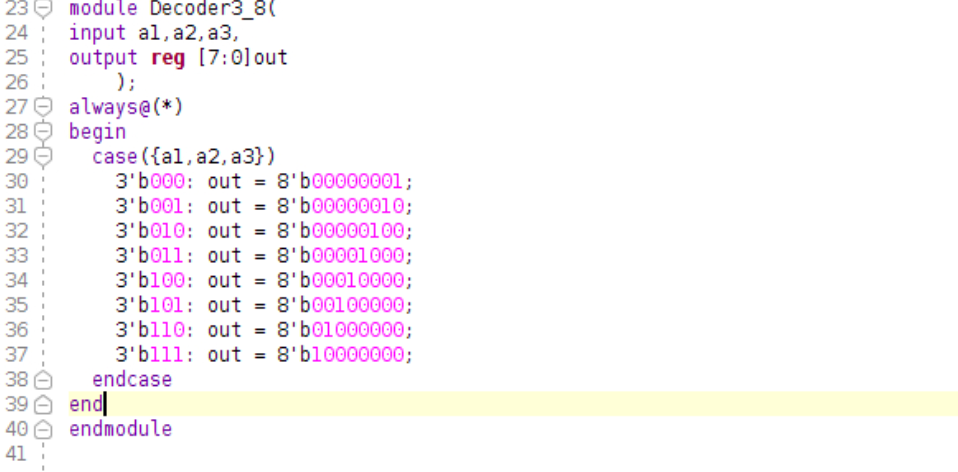 23 module Decoder3_8(
24 input a1,a2,a3,
25 output reg [7:0]out
26 );
27 always@(*)
28 begin
29 case({a1,a2,a3})
30 3'b000: out = 8'b00000001;
31 3'b001: out = 8'b00000010;
32 3'b010: out = 8'b00000100;
33 3'b011: out = 8'b00001000;
34 3'b100: out = 8'b00010000;
35 3'b101: out = 8'b00100000;
36 3'b110: out = 8'b01000000;
37 3'b111: out = 8'b10000000;
38 endcase
39 end
40 endmodule
41